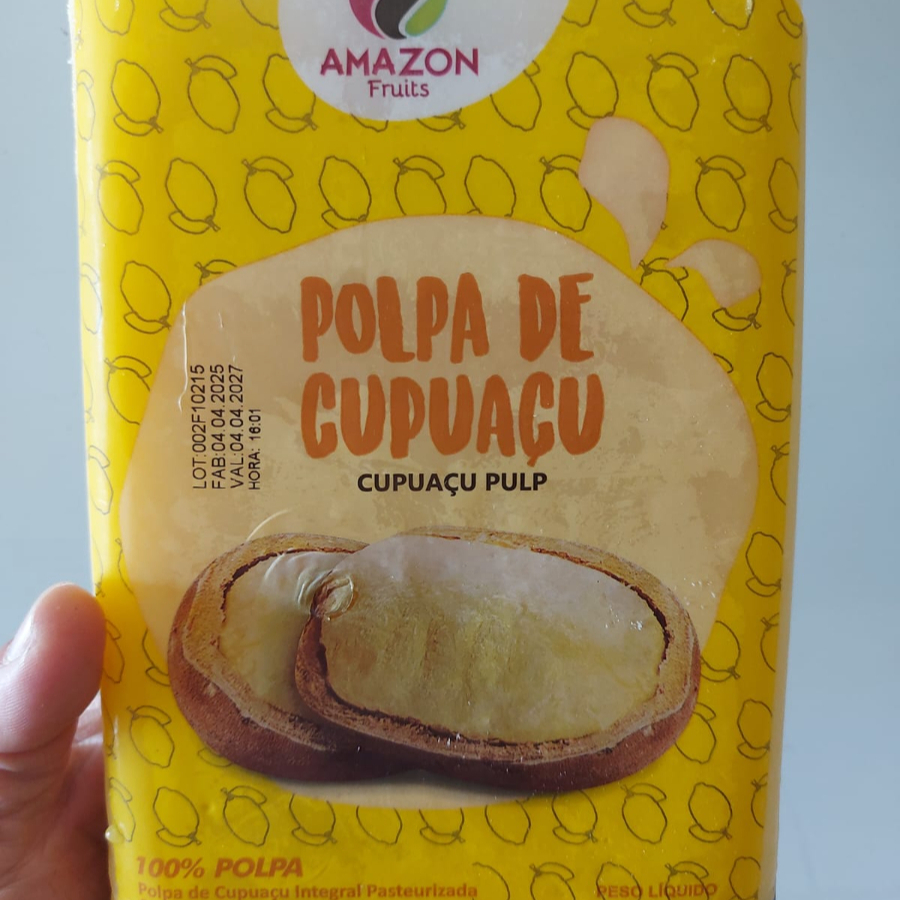 AMAZON
Fruits
POLPA DE
CUPUAÇU
CUPUAÇU PULP
LOT:002F10215
FAB:04.04.2025
VAL:04.04.2027
HORA: 16:01
100% POLPA
Polpa de Cupuaçu Integral Pasteurizada
PESO LÍQUIDO